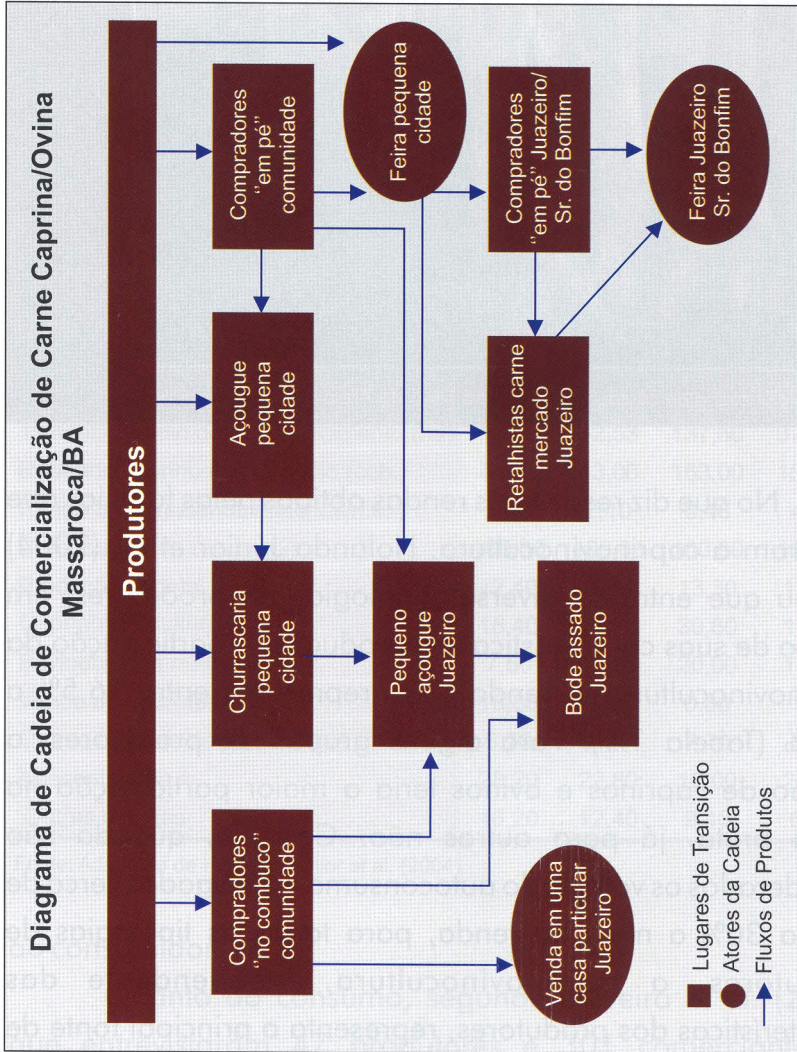 Diagrama de Cadeia de Comercialização de Carne Caprina/Ovina
Massaroca/BA
Produtores
Compradores
"no combuco"
comunidade
Churrascaria
pequena
cidade
Açougue
pequena
cidade
Compradores
"em pé"
comunidade
Feira pequena
cidade
Pequeno
açougue
Juazeiro
Venda em uma
casa particular
Juazeiro
Bode assado
Juazeiro
Retalhistas carne
mercado
Juazeiro
Compradores
"em pé" Juazeiro/
Sr. do Bonfim
Feira Juazeiro
Sr. do Bonfim
Lugares de Transição
Atores da Cadeia
Fluxos de Produtos